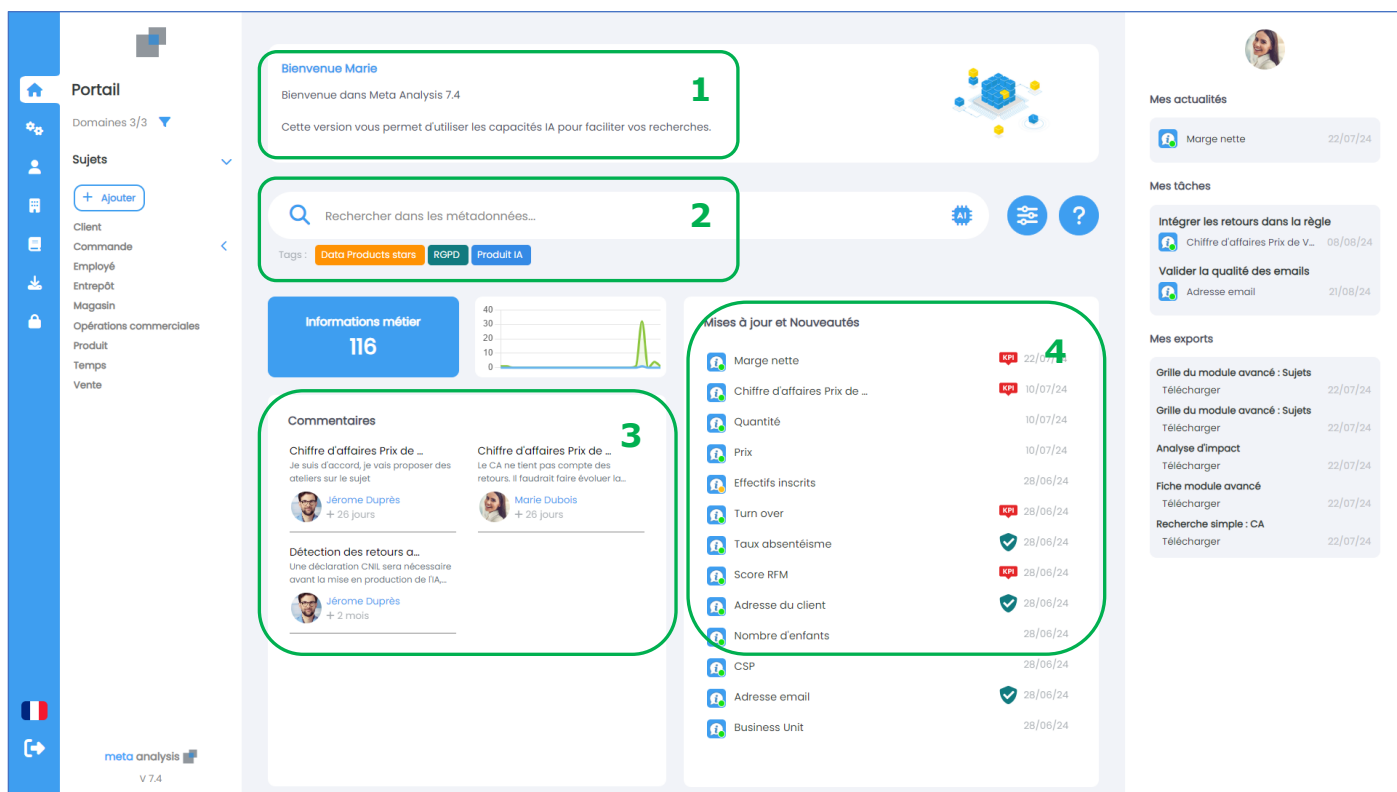 Portail
Domaines 3/3
Sujets
+ Ajouter
Client
Commande
Employé
Entrepôt
Magasin
Opérations commerciales
Produit
Temps
Vente
meta analysis
V 7.4
Bienvenue Marie
Bienvenue dans Meta Analysis 7.4
Cette version vous permet d'utiliser les capacités IA pour faciliter vos recherches.
1
Rechercher dans les métadonnées...
2
AI
?
Tags :
Data Products stars
RGPD
Produit IA
Informations métier
116
40
30
20
10
0
Commentaires
3
Chiffre d'affaires Prix de ...
Je suis d'accord, je vais proposer des
ateliers sur le sujet
Jérome Duprès
+ 26 jours
Chiffre d'affaires Prix de ...
Le CA ne tient pas compte des
retours. Il faudrait faire évoluer la...
Marie Dubois
+ 26 jours
Détection des retours a...
Une déclaration CNIL sera nécessaire
avant la mise en production de l'IA,...
Jérome Duprès
+ 2 mois
Mises à jour et Nouveautés
4
Marge nette KPI 22/07/24
Chiffre d'affaires Prix de ... KPI 10/07/24
Quantité 10/07/24
Prix 10/07/24
Effectifs inscrits 28/06/24
Turn over KPI 28/06/24
Taux absentéisme 28/06/24
Score RFM KPI 28/06/24
Adresse du client 28/06/24
Nombre d'enfants 28/06/24
CSP 28/06/24
Adresse email 28/06/24
Business Unit 28/06/24
Mes actualités
Marge nette 22/07/24
Mes tâches
Intégrer les retours dans la règle
Chiffre d'affaires Prix de V... 08/08/24
Valider la qualité des emails
Adresse email 21/08/24
Mes exports
Grille du module avancé : Sujets
Télécharger 22/07/24
Grille du module avancé : Sujets
Télécharger 22/07/24
Analyse d'impact
Télécharger 22/07/24
Fiche module avancé
Télécharger 22/07/24
Recherche simple : CA
Télécharger 22/07/24